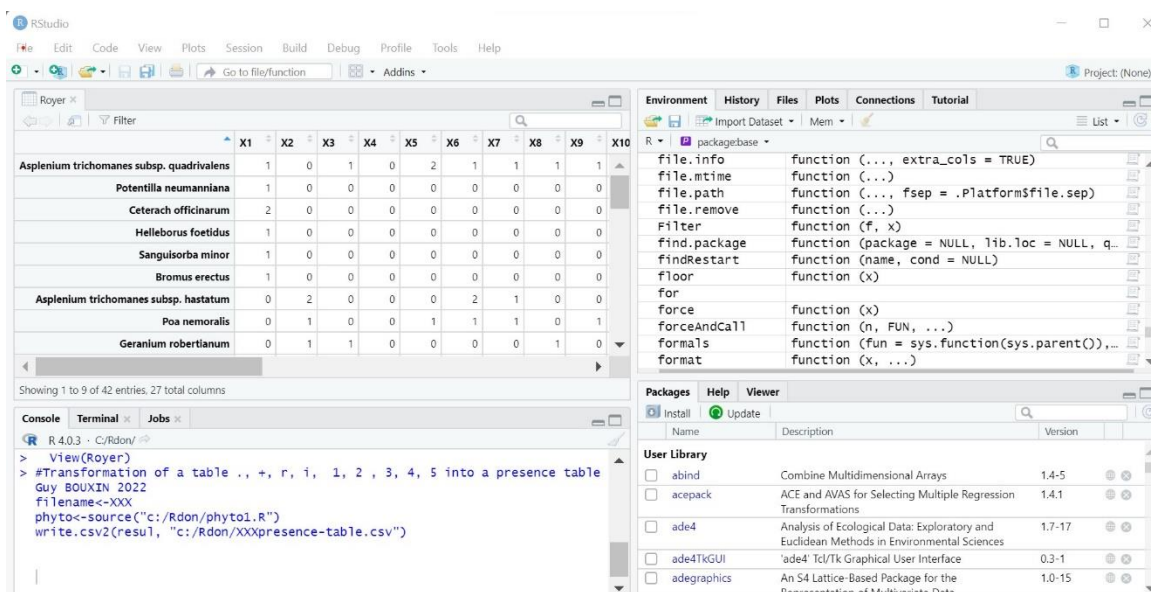 RStudio
File Edit Code View Plots Session Build Debug Profile Tools Help
Go to file/function Addins Project: (None)
Royer
Filter
X1 X2 X3 X4 X5 X6 X7 X8 X9 X10
Asplenium trichomanes subsp. quadrivalens 1 0 1 0 2 1 1 1 1
Potentilla neumanniana 1 0 0 0 0 0 0 0 0
Ceterach officinarum 2 0 0 0 0 0 0 0 0
Helleborus foetidus 1 0 0 0 0 0 0 0 0
Sanguisorba minor 1 0 0 0 0 0 0 0 0
Bromus erectus 1 0 0 0 0 0 0 0 0
Asplenium trichomanes subsp. hastatum 0 2 0 0 0 2 1 0 0
Poa nemoralis 0 1 0 0 1 1 1 0 1
Geranium robertianum 0 1 1 0 0 0 0 1 0
Showing 1 to 9 of 42 entries, 27 total columns
Console Terminal Jobs
R 4.0.3 · C:/Rdon/
> View(Royer)
> #Transformation of a table ., +, r, i, 1, 2 , 3, 4, 5 into a presence table
Guy BOUXIN 2022
filename<-XXX
phyto<-source("c:/Rdon/phyto1.R")
write.csv2(resul, "c:/Rdon/XXXpresence-table.csv")
Environment History Files Plots Connections Tutorial
Import Dataset Mem List
R package:base
file.info function (..., extra_cols = TRUE)
file.mtime function (...)
file.path function (..., fsep = .Platform$file.sep)
file.remove function (...)
Filter function (f, x)
find.package function (package = NULL, lib.loc = NULL, q…
findRestart function (name, cond = NULL)
floor function (x)
for
force function (x)
forceAndCall function (n, FUN, ...)
formals function (fun = sys.function(sys.parent()),…
format function (x, ...)
Packages Help Viewer
Install Update
Name Description Version
User Library
abind Combine Multidimensional Arrays 1.4-5
acepack ACE and AVAS for Selecting Multiple Regression Transformations 1.4.1
ade4 Analysis of Ecological Data: Exploratory and Euclidean Methods in Environmental Sciences 1.7-17
ade4TkGUI 'ade4' Tcl/Tk Graphical User Interface 0.3-1
adegraphics An S4 Lattice-Based Package for the 1.0-15
Representation of Multivariate Data